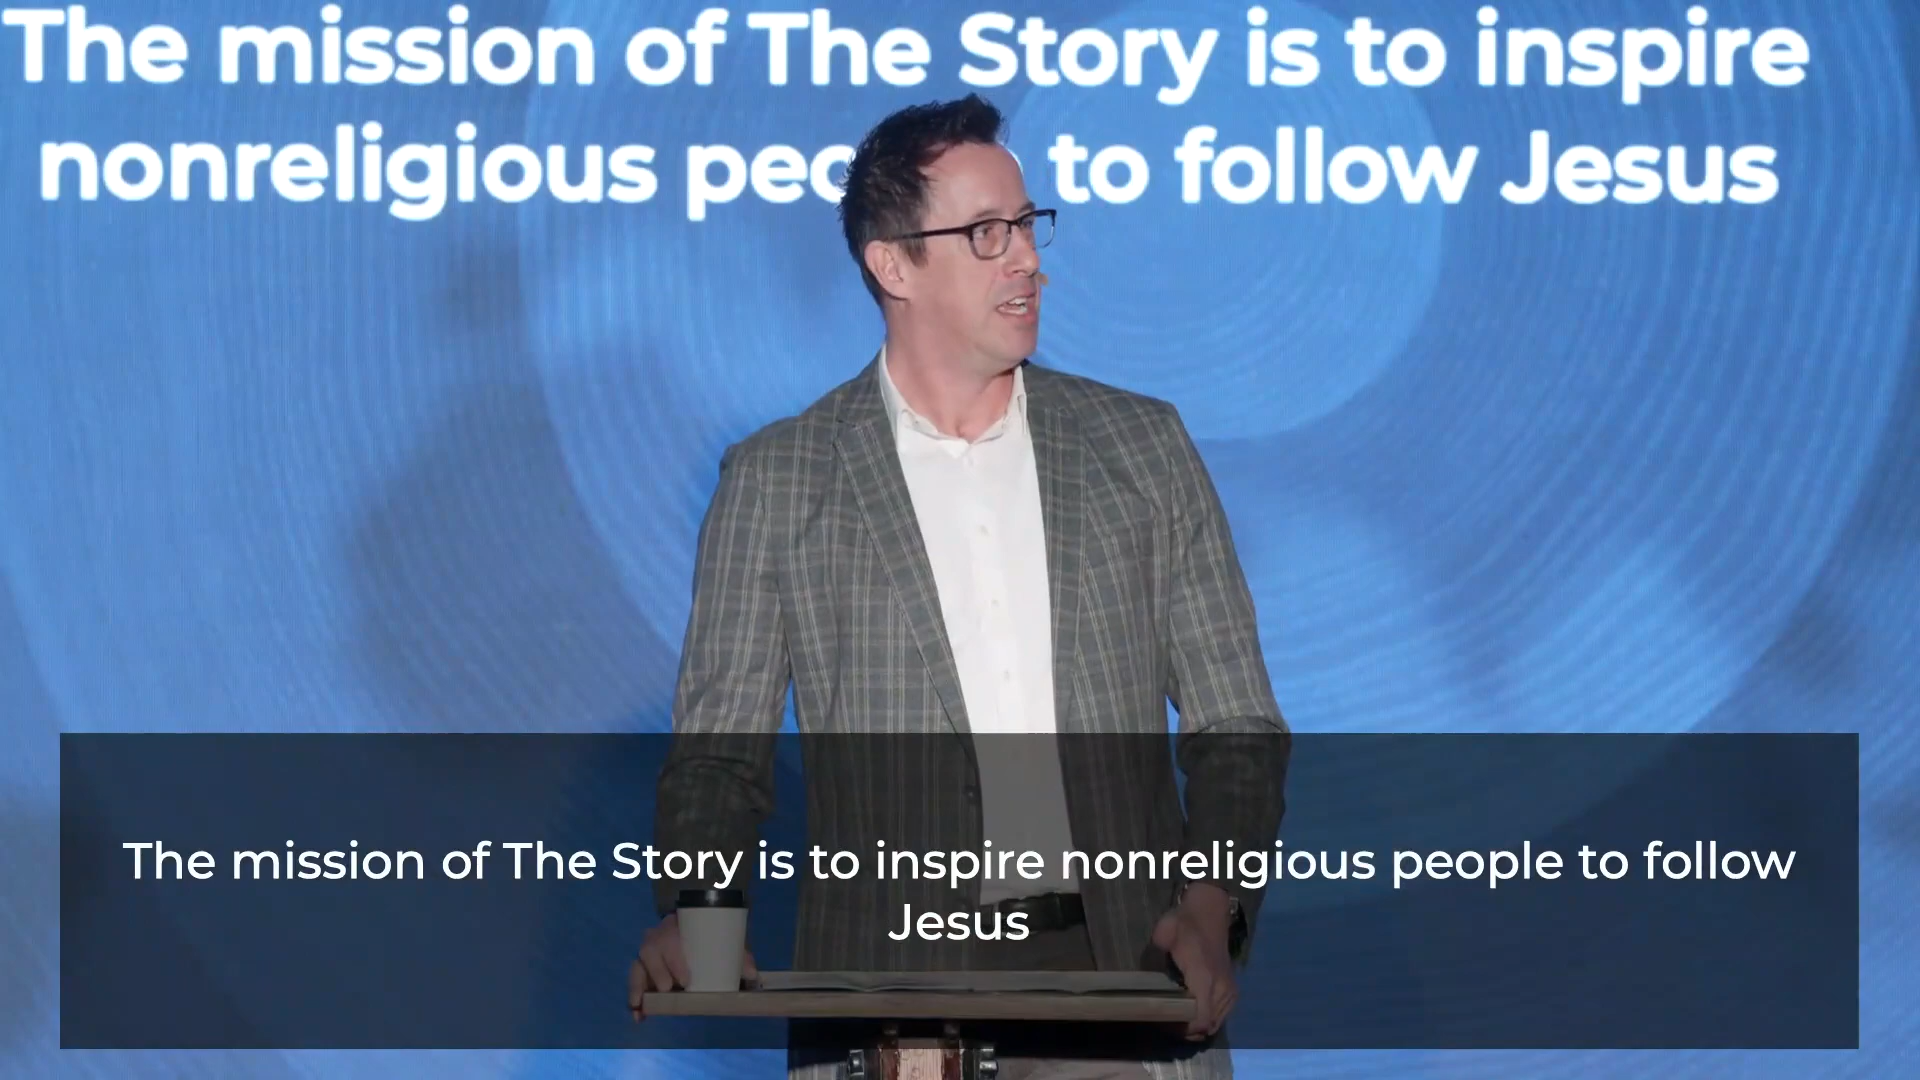 The mission of The Story is to inspire
nonreligious to follow Jesus
The mission of The Story is to inspire nonreligious people to follow
Jesus